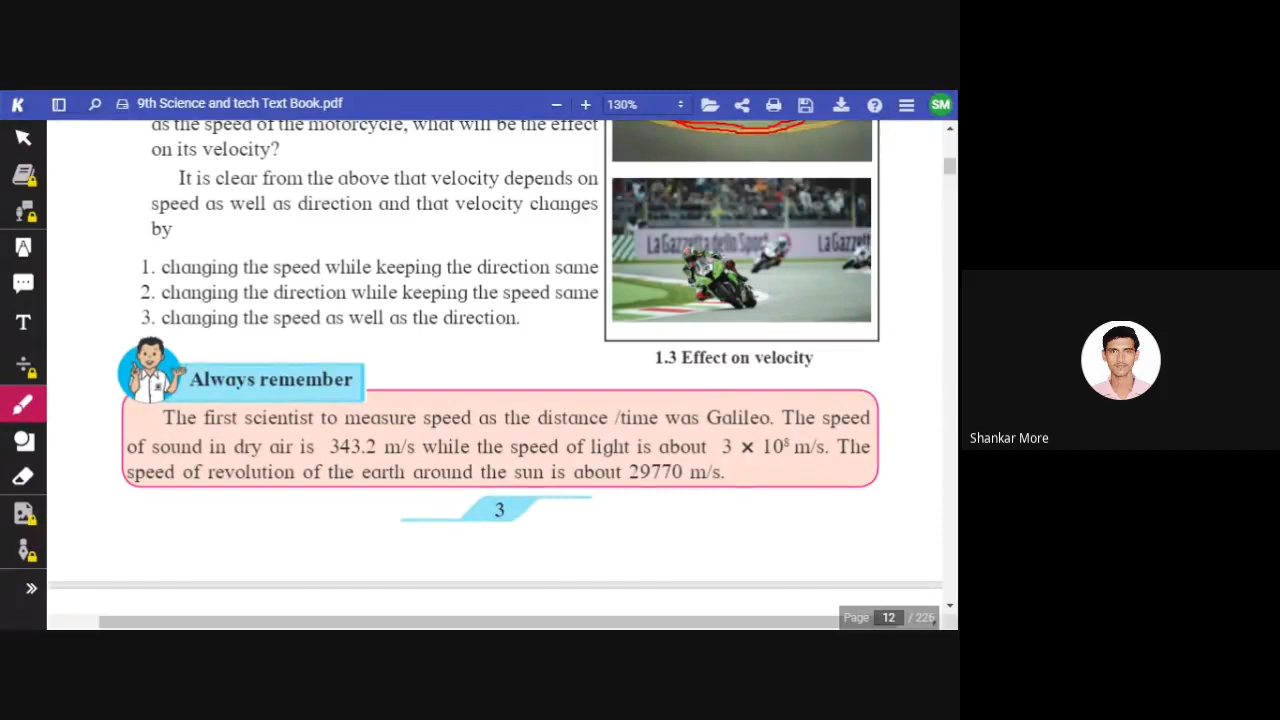 K
9th Science and tech Text Book.pdf
130%
SM
as the speed of the motorcycle, what will be the effect
on its velocity?
It is clear from the above that velocity depends on
speed as well as direction and that velocity changes
by
1. changing the speed while keeping the direction same
2. changing the direction while keeping the speed same
3. changing the speed as well as the direction.
La Gazzetta dello Sport
La Gazz
1.3 Effect on velocity
Always remember
The first scientist to measure speed as the distance /time was Galileo. The speed
of sound in dry air is 343.2 m/s while the speed of light is about 3 × 10⁸ m/s. The
speed of revolution of the earth around the sun is about 29770 m/s.
3
Page 12 / 226
Shankar More